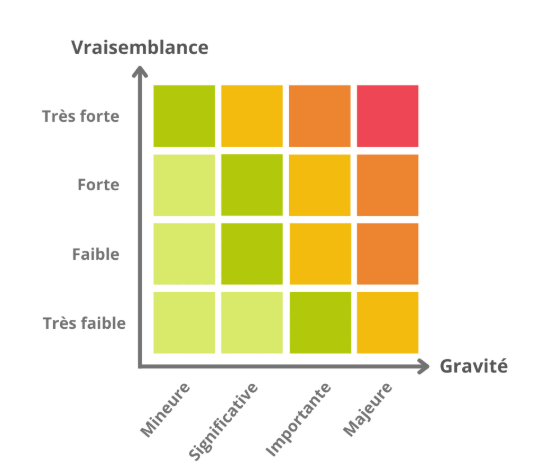 Vraisemblance
Très forte
Forte
Faible
Très faible
Gravité
Mineure
Significative
Importante
Majeure